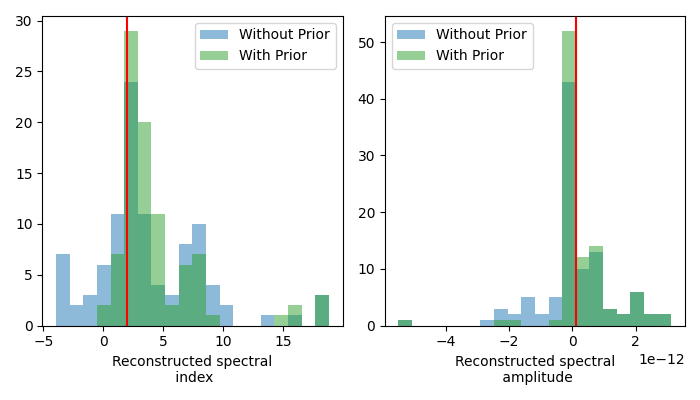 30
25
20
15
10
5
0
−5
0
5
10
15
Reconstructed spectral
index
Without Prior
With Prior
50
40
30
20
10
0
−4
−2
0
2
1e−12
Reconstructed spectral
amplitude
Without Prior
With Prior